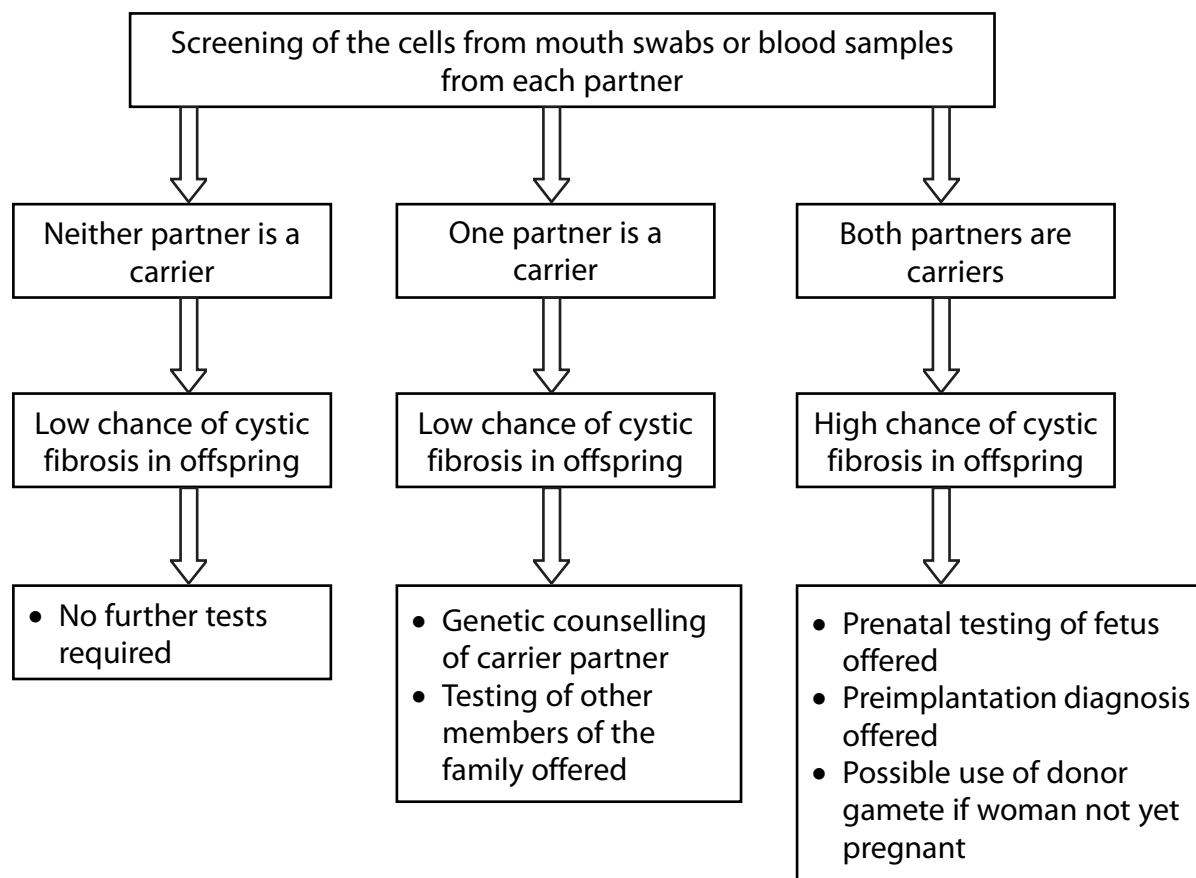 Screening of the cells from mouth swabs or blood samples
from each partner
Neither partner is a
carrier
One partner is a
carrier
Both partners are
carriers
Low chance of cystic
fibrosis in offspring
Low chance of cystic
fibrosis in offspring
High chance of cystic
fibrosis in offspring
• No further tests
required
• Genetic counselling
of carrier partner
• Testing of other
members of the
family offered
• Prenatal testing of fetus
offered
• Preimplantation diagnosis
offered
• Possible use of donor
gamete if woman not yet
pregnant